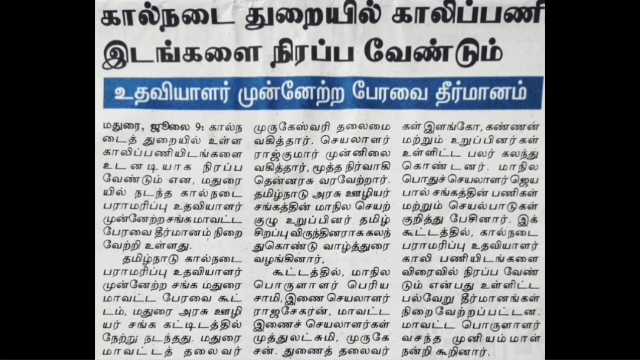 கால்நடை துறையில் காலிப்பணி
இடங்களை நிரப்ப வேண்டும்
உதவியாளர் முன்னேற்ற பேரவை தீர்மானம்
மதுரை, ஜூலை 9: கால்ந
டைத் துறையில் உள்ள
காலிப்பணியிடங்களை
உடனடியாக நிரப்ப
வேண்டும் என, மதுரை
யில் நடந்த கால்நடை
பராமரிப்பு உதவியாளர்
முன்னேற்ற சங்க மாவட்ட
பேரவை தீர்மானம் நிறை
வேற்றி உள்ளது.
தமிழ்நாடு கால்நடை
பராமரிப்பு உதவியாளர்
முன்னேற்ற சங்க மதுரை
மாவட்ட பேரவை கூட்
டம், மதுரை அரசு ஊழி
யர் சங்க கட்டிடத்தில்
நேற்று நடந்தது. மதுரை
மாவட்டத் தலைவர்
முருகேஸ்வரி தலைமை
வகித்தார். செயலாளர்
ராஜ்குமார் முன்னிலை
வகித்தார், மூத்த நிர்வாகி
தென்னரசு வரவேற்றார்.
தமிழ்நாடு அரசு ஊழியர்
சங்கத்தின் மாநில செயற்
குழு உறுப்பினர் தமிழ்
சிறப்பு விருந்தினராக கலந்
துகொண்டு வாழ்த்துரை
வழங்கினார்,
கூட்டத்தில், மாநில
பொருளாளர் பெரிய
சாமி, இணை செயலாளர்
ராஜசேகரன், மாவட்ட
இணைச் செயலாளர்கள்
முத்துலட்சுமி, முருகே
சன். துணைத் தலைவர்
கள் இளங்கோ, கண்ணன்
மற்றும் உறுப்பினர்கள்
உள்ளிட்ட பலர் கலந்து
கொண்டனர். மாநில
பொதுச் செயலாளர் ஜெய
பால் சங்கத்தின் பணிகள்
மற்றும் செயல்பாடுகள்
குறித்து பேசினார். இக்
கூட்டத்தில், கால்நடை
பராமரிப்பு உதவியாளர்
காலி பணியிடங்களை
விரைவில் நிரப்ப வேண்
டும் என்பது உள்ளிட்ட
பல்வேறு தீர்மானங்கள்
நிறைவேற்றப்பட்டன.
மாவட்ட பொருளாளர்
வசந்த முனியம்மாள்
நன்றி கூறினார்.